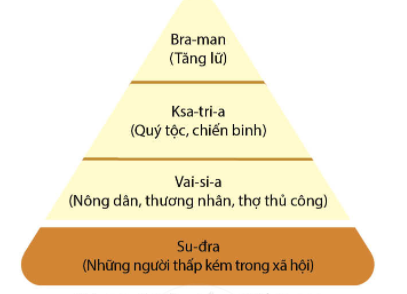 Bra-man
(Tăng lữ)
Ksa-tri-a
(Quý tộc, chiến binh)
Vai-si-a
(Nông dân, thương nhân, thợ thủ công)
Su-đra
(Những người thấp kém trong xã hội)